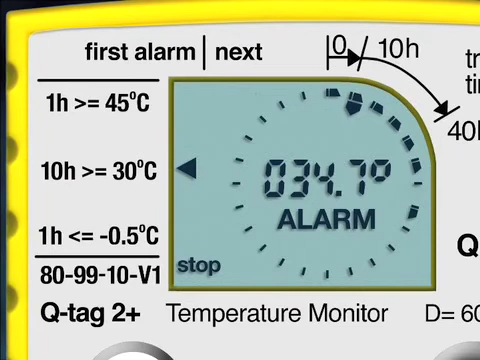 first alarm | next
0 10h
1h >= 45°C
40h
10h >= 30°C
034.7°
ALARM
1h <= -0.5°C
stop
80-99-10-V1
Q-tag 2+ Temperature Monitor D= 60